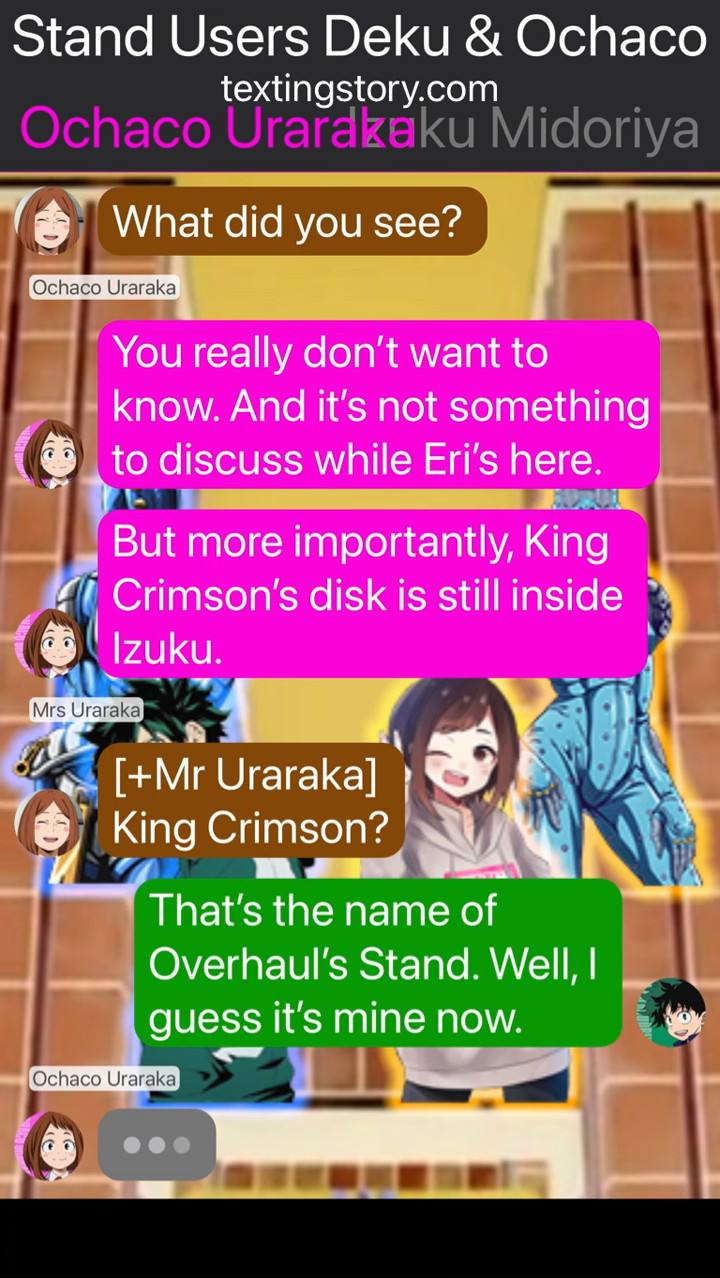 Stand Users Deku & Ochaco
textingstory.com
Ochaco Uraraka Izuku Midoriya
What did you see?
Ochaco Uraraka
You really don’t want to
know. And it’s not something
to discuss while Eri’s here.
But more importantly, King
Crimson’s disk is still inside
Izuku.
Mrs Uraraka
[+Mr Uraraka]
King Crimson?
That’s the name of
Overhaul’s Stand. Well, I
guess it’s mine now.
Ochaco Uraraka